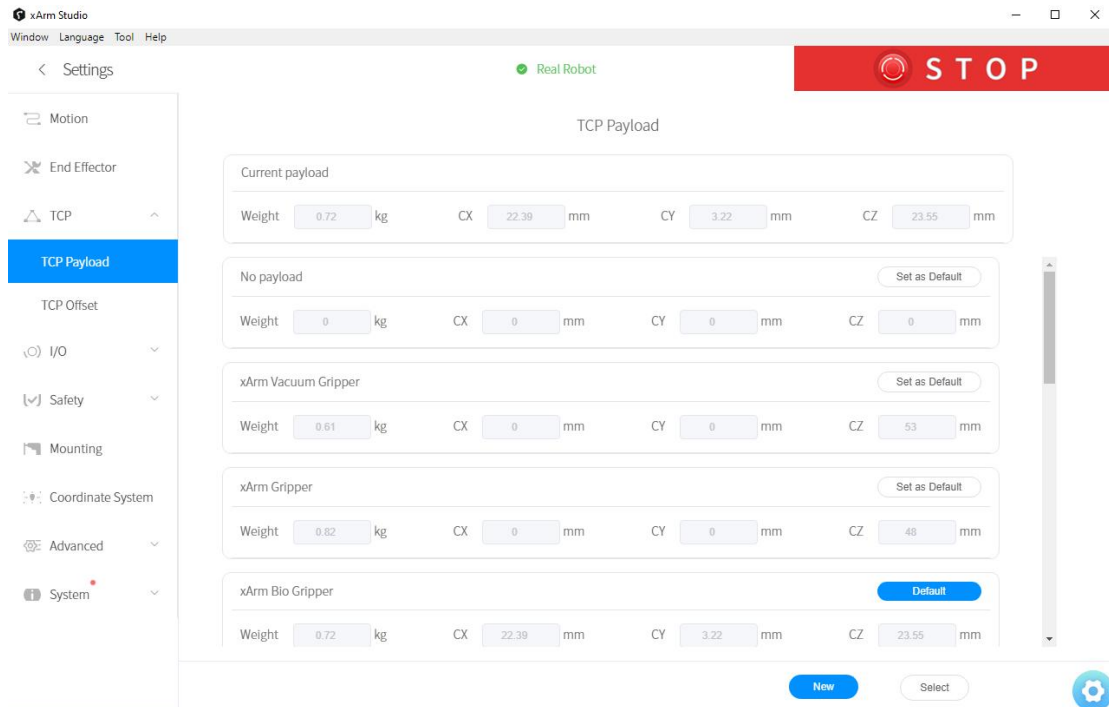 xArm Studio
Window Language Tool Help
Settings
Real Robot
STOP
Motion
End Effector
TCP
TCP Payload
TCP Offset
I/O
Safety
Mounting
Coordinate System
Advanced
System
TCP Payload
Current payload
Weight 0.72 kg CX 22.39 mm CY 3.22 mm CZ 23.55 mm
No payload Set as Default
Weight 0 kg CX 0 mm CY 0 mm CZ 0 mm
xArm Vacuum Gripper Set as Default
Weight 0.61 kg CX 0 mm CY 0 mm CZ 53 mm
xArm Gripper Set as Default
Weight 0.82 kg CX 0 mm CY 0 mm CZ 48 mm
xArm Bio Gripper Default
Weight 0.72 kg CX 22.39 mm CY 3.22 mm CZ 23.55 mm
New Select